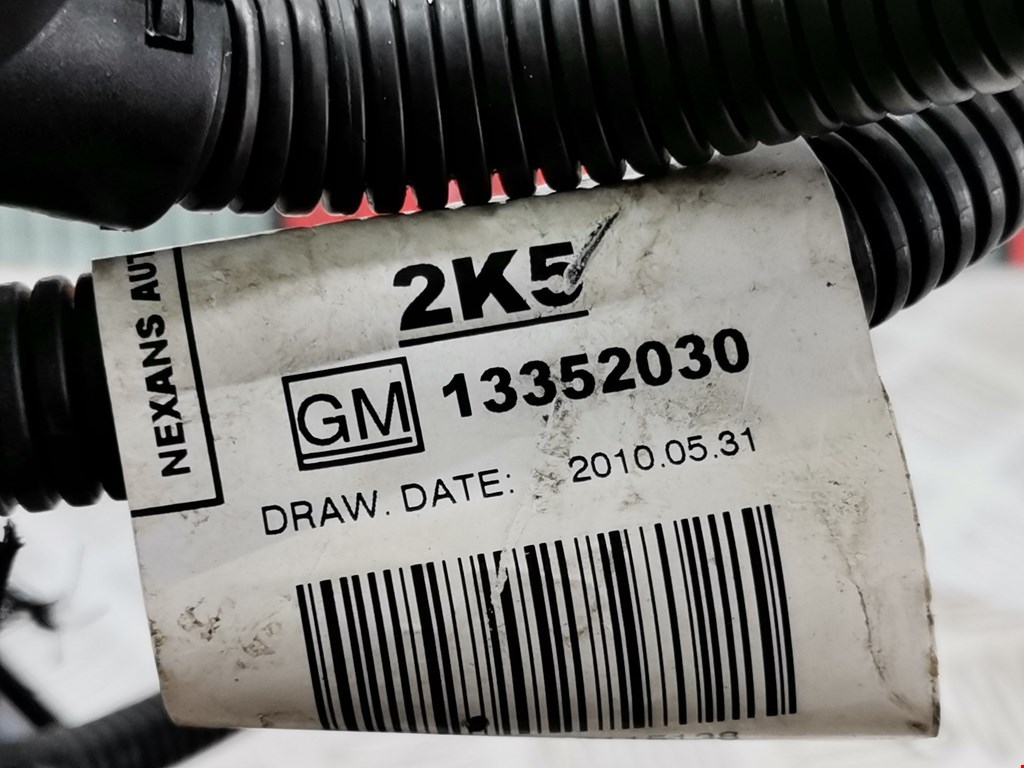 2K5
GM 13352030
DRAW. DATE: 2010.05.31
NEXANS AUT